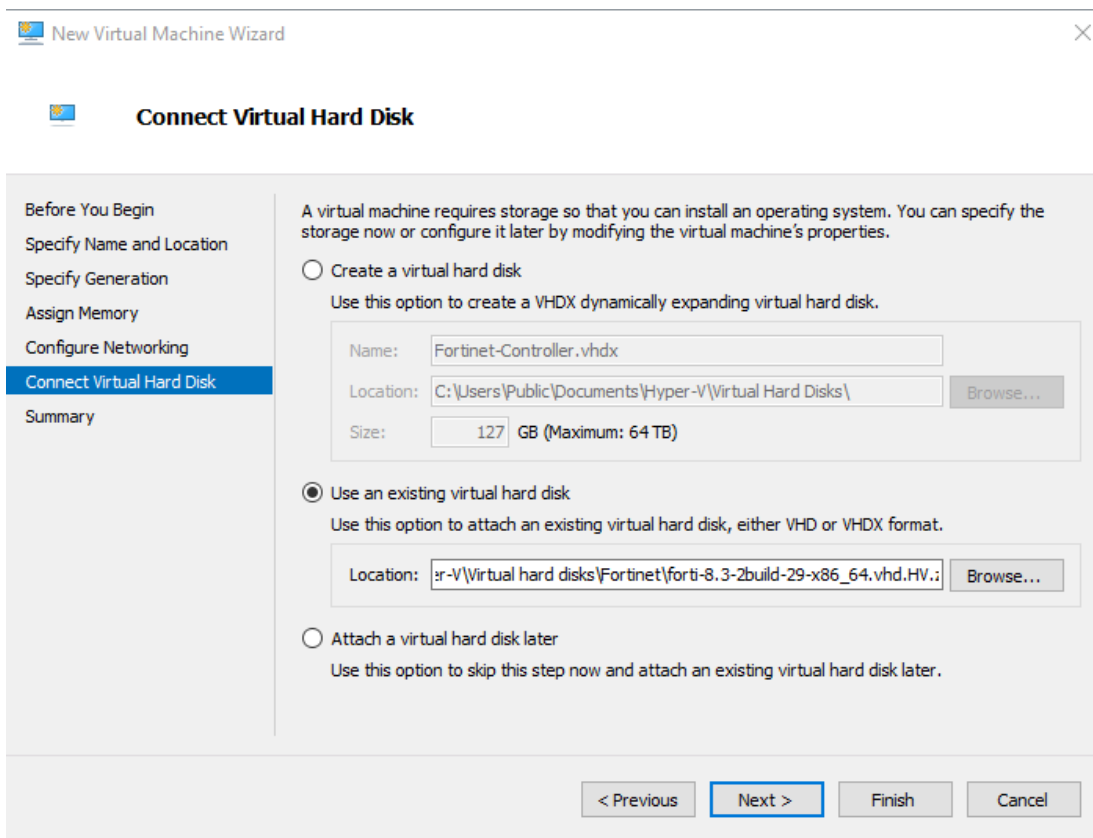 New Virtual Machine Wizard
Connect Virtual Hard Disk
Before You Begin
Specify Name and Location
Specify Generation
Assign Memory
Configure Networking
Connect Virtual Hard Disk
Summary
A virtual machine requires storage so that you can install an operating system. You can specify the
storage now or configure it later by modifying the virtual machine's properties.
Create a virtual hard disk
Use this option to create a VHDX dynamically expanding virtual hard disk.
Name: Fortinet-Controller.vhdx
Location: C:\Users\Public\Documents\Hyper-V\Virtual Hard Disks\ Browse...
Size: 127 GB (Maximum: 64 TB)
Use an existing virtual hard disk
Use this option to attach an existing virtual hard disk, either VHD or VHDX format.
Location: er-V\Virtual hard disks\Fortinet\forti-8.3-2build-29-x86_64.vhd.HV.z Browse...
Attach a virtual hard disk later
Use this option to skip this step now and attach an existing virtual hard disk later.
< Previous Next > Finish Cancel